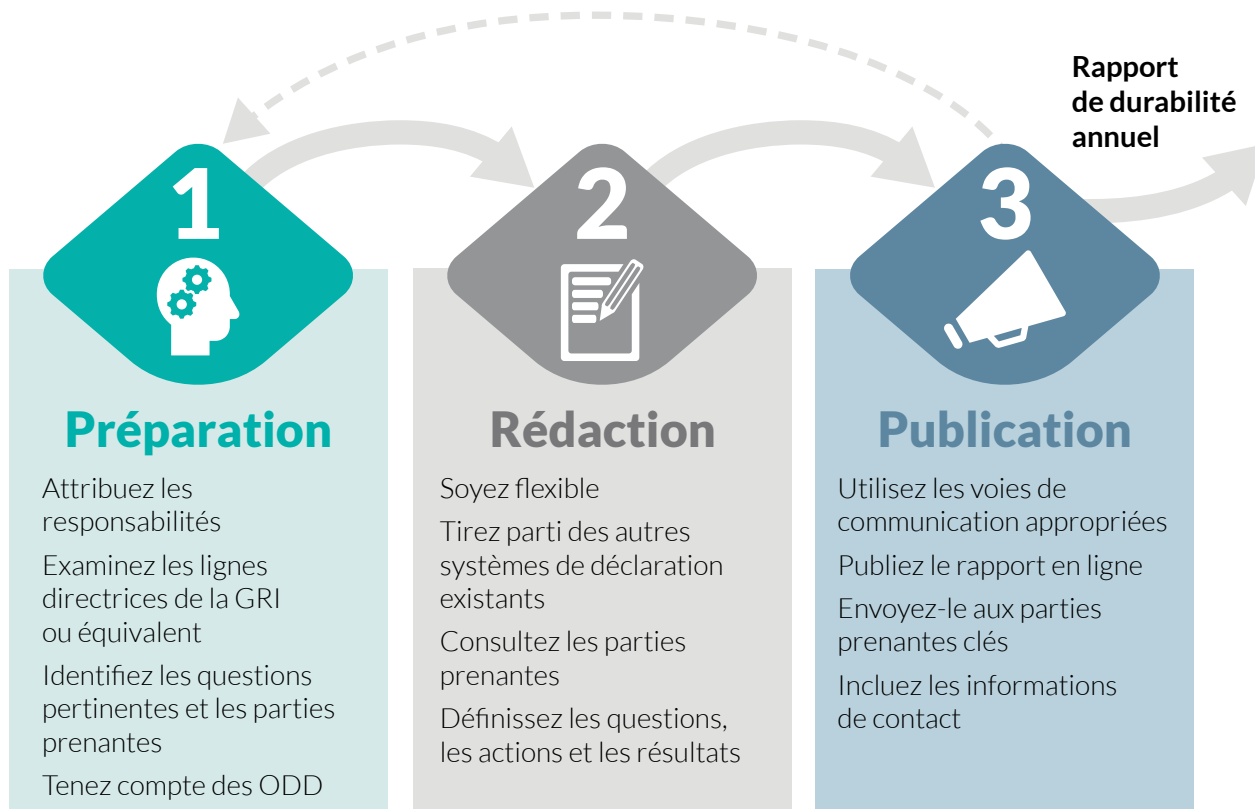 Rapport
de durabilité
annuel
1
Préparation
Attribuez les
responsabilités
Examinez les lignes
directrices de la GRI
ou équivalent
Identifiez les questions
pertinentes et les parties
prenantes
Tenez compte des ODD
2
Rédaction
Soyez flexible
Tirez parti des autres
systèmes de déclaration
existants
Consultez les parties
prenantes
Définissez les questions,
les actions et les résultats
3
Publication
Utilisez les voies de
communication appropriées
Publiez le rapport en ligne
Envoyez-le aux parties
prenantes clés
Incluez les informations
de contact